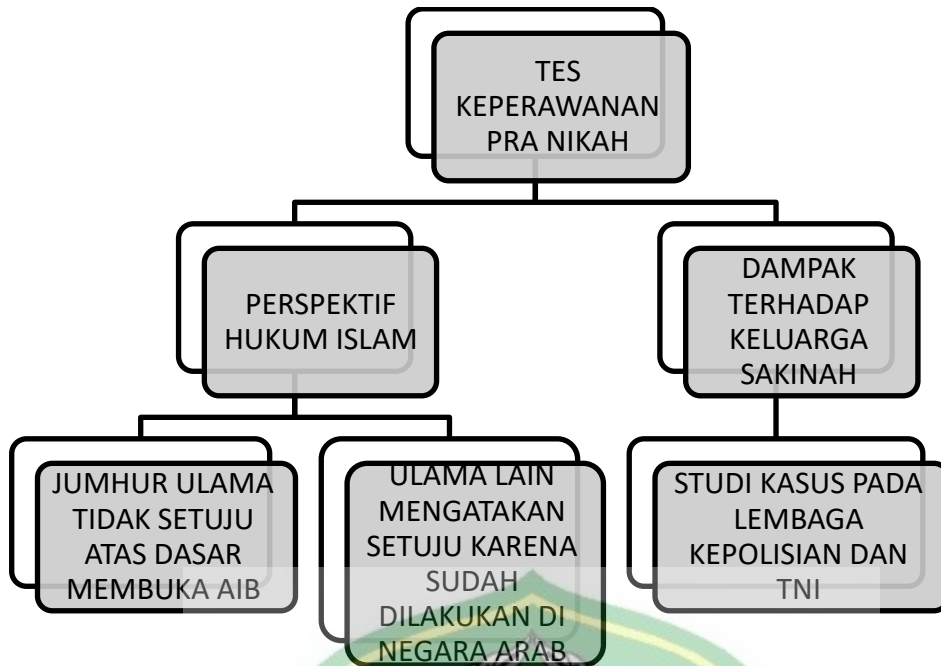 TES
KEPERAWANAN
PRA NIKAH
PERSPEKTIF
HUKUM ISLAM
DAMPAK
TERHADAP
KELUARGA
SAKINAH
JUMHUR ULAMA
TIDAK SETUJU
ATAS DASAR
MEMBUKA AIB
ULAMA LAIN
MENGATAKAN
SETUJU KARENA
SUDAH
DILAKUKAN DI
NEGARA ARAB
STUDI KASUS PADA
LEMBAGA
KEPOLISIAN DAN
TNI